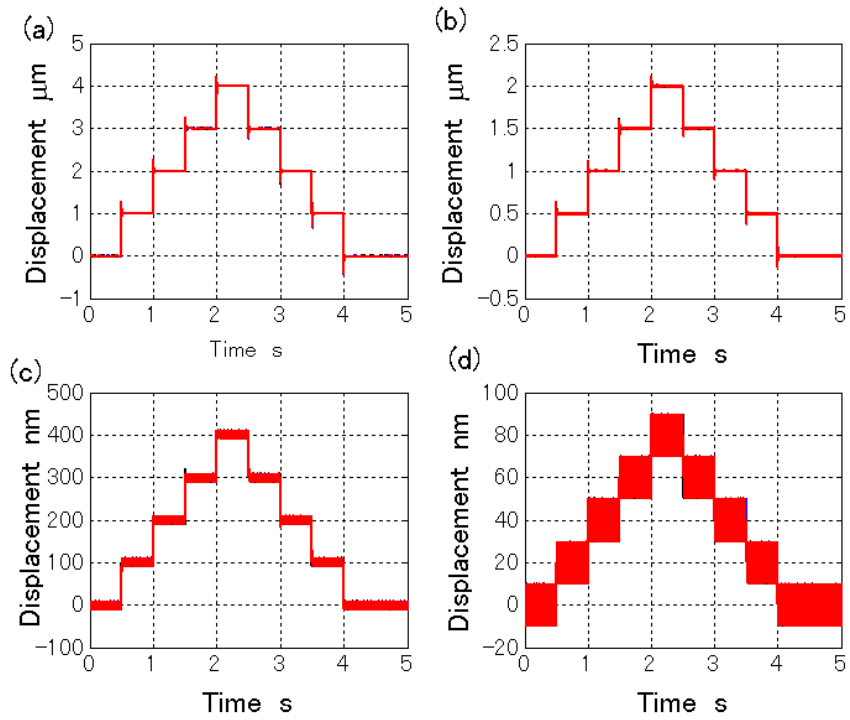 (a)
5
4
3
2
1
0
−1
Displacement μm
0 1 2 3 4 5
Time s
(b)
2.5
2
1.5
1
0.5
0
−0.5
Displacement μm
0 1 2 3 4 5
Time s
(c)
500
400
300
200
100
0
−100
Displacement nm
0 1 2 3 4 5
Time s
(d)
100
80
60
40
20
0
−20
Displacement nm
0 1 2 3 4 5
Time s